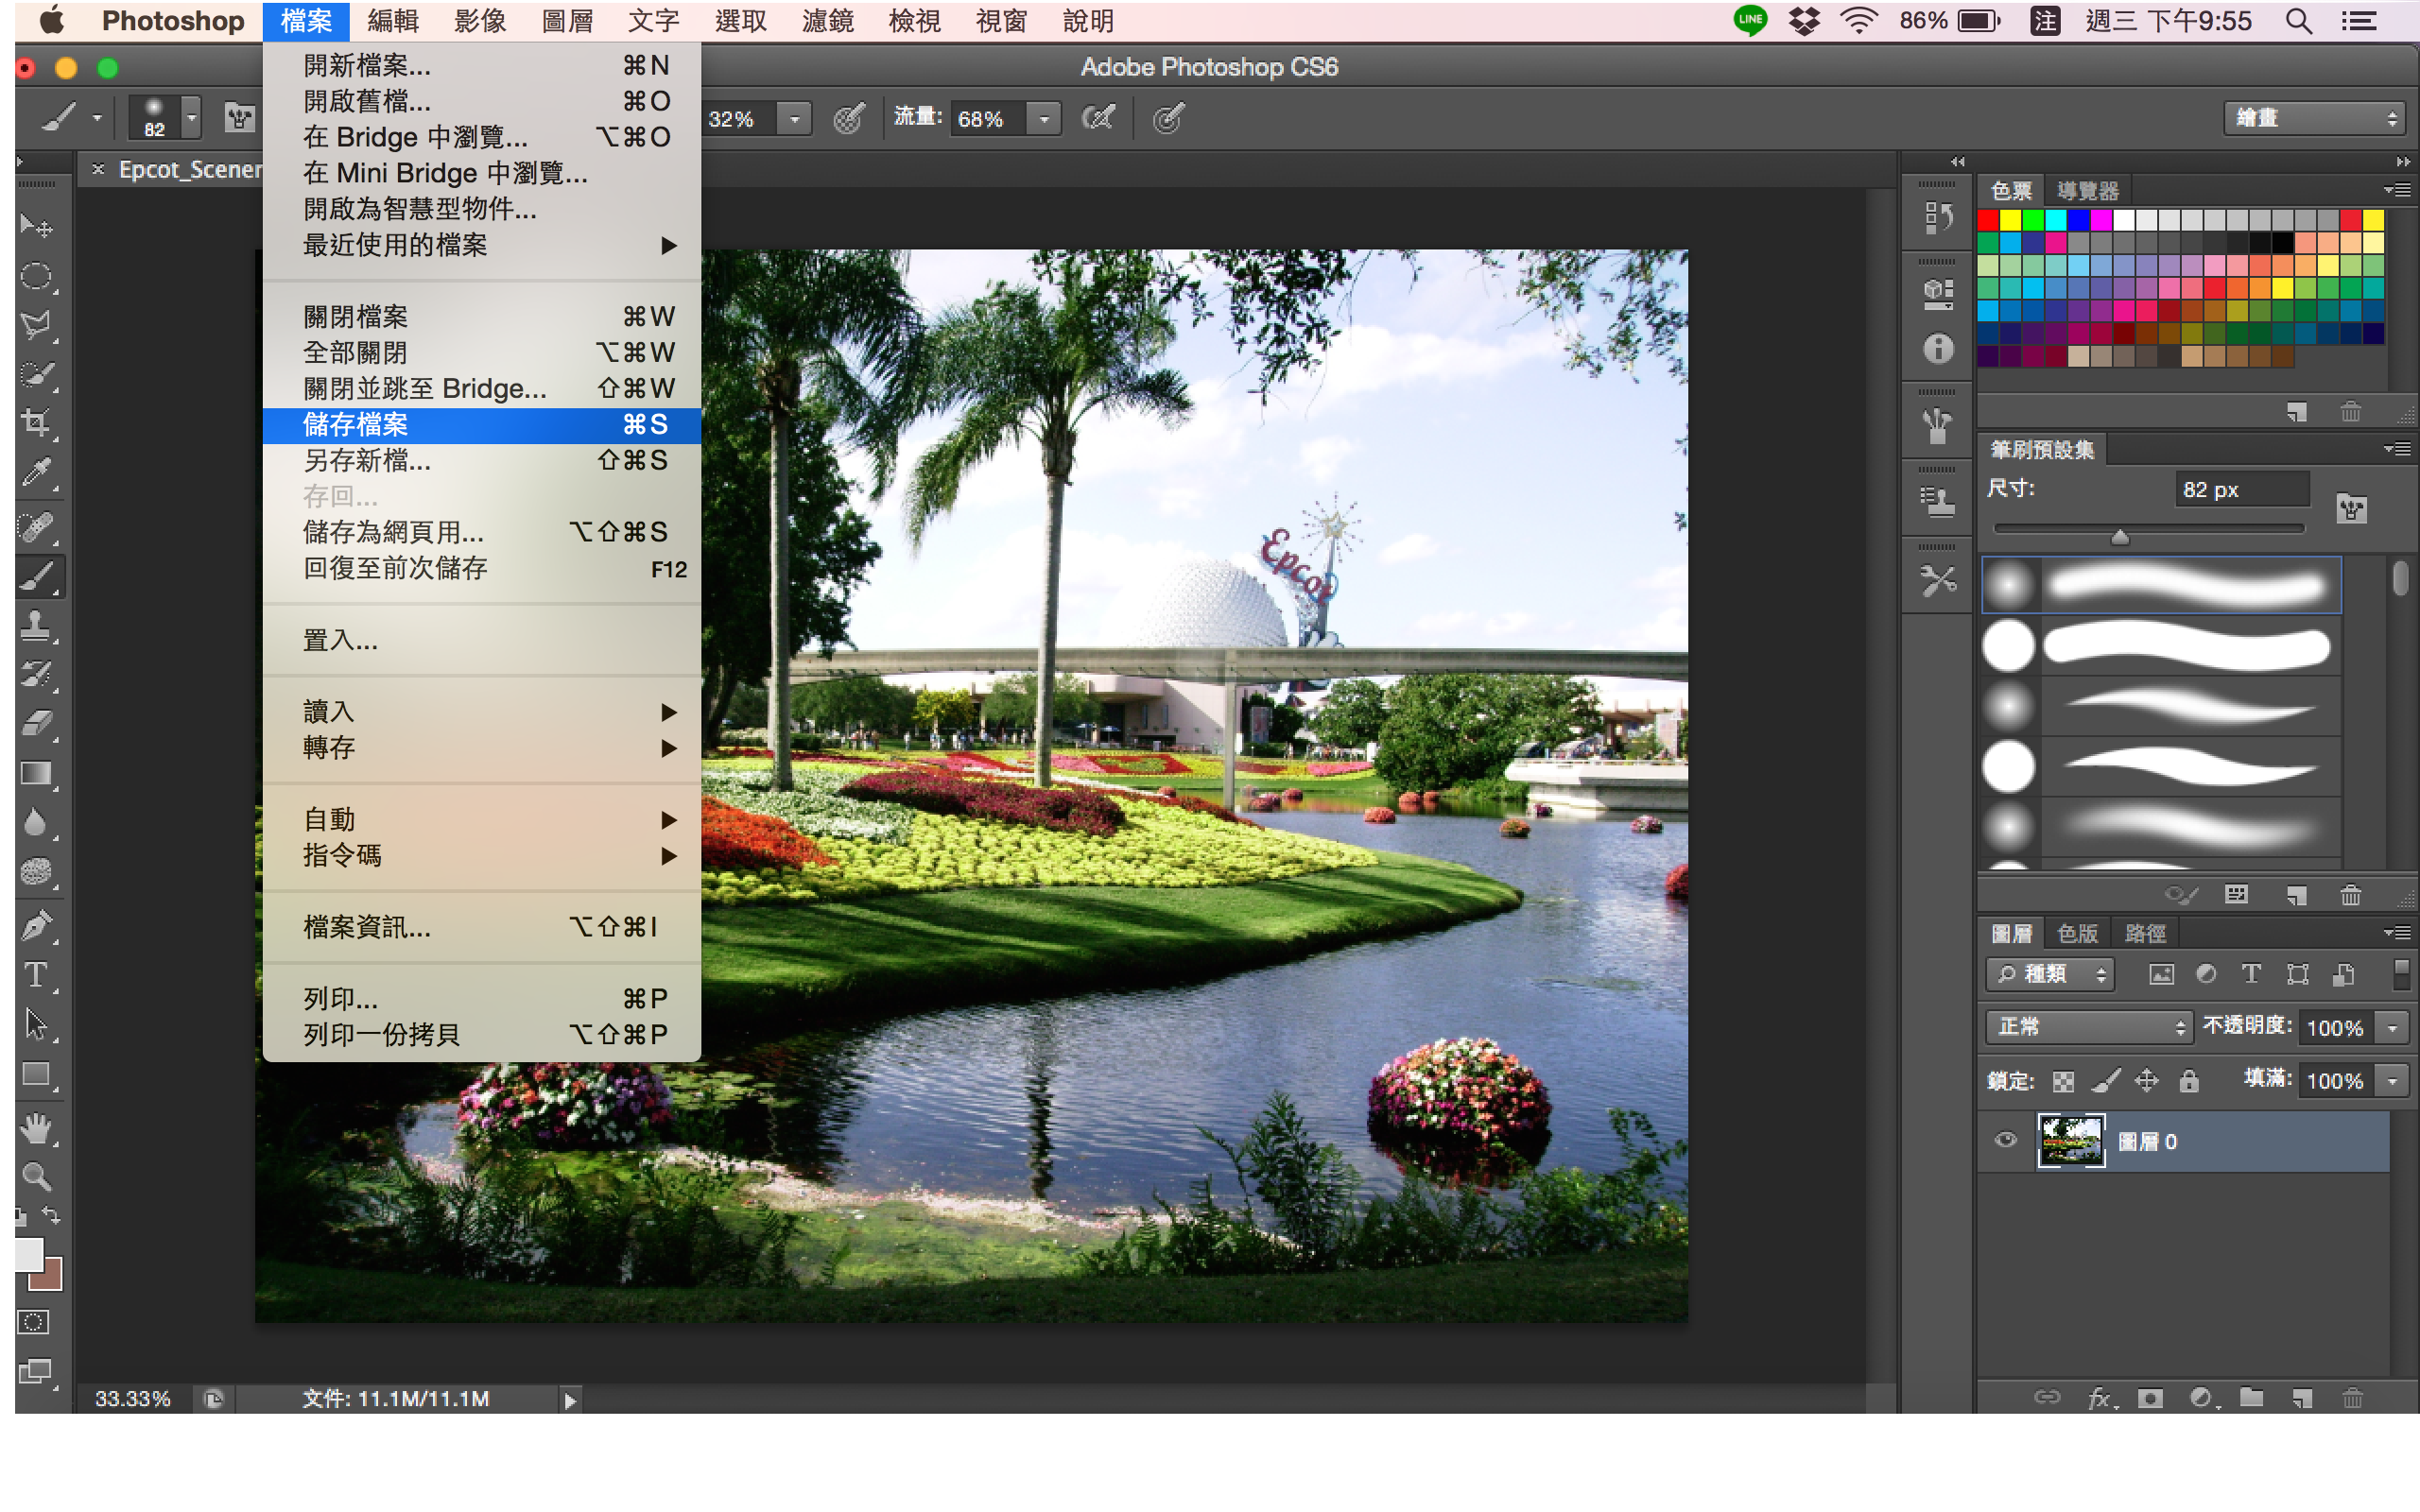 Photoshop 檔案 編輯 影像 圖層 文字 選取 濾鏡 檢視 視窗 說明 LINE 86% 注 週三 下午9:55
Adobe Photoshop CS6
82 32% 流量: 68% 繪畫
Epcot_Scener
開新檔案... ⌘N
開啟舊檔... ⌘O
在 Bridge 中瀏覽... ⌥⌘O
在 Mini Bridge 中瀏覽...
開啟為智慧型物件...
最近使用的檔案 ▶
關閉檔案 ⌘W
全部關閉 ⌥⌘W
關閉並跳至 Bridge... ⇧⌘W
儲存檔案 ⌘S
另存新檔... ⇧⌘S
存回...
儲存為網頁用... ⌥⇧⌘S
回復至前次儲存 F12
置入...
讀入 ▶
轉存 ▶
自動 ▶
指令碼 ▶
檔案資訊... ⌥⇧⌘I
列印... ⌘P
列印一份拷貝 ⌥⇧⌘P
Epcot
33.33% 文件: 11.1M/11.1M
色票 導覽器
筆刷預設集
尺寸: 82 px
圖層 色版 路徑
種類
正常 不透明度: 100%
鎖定: 填滿: 100%
圖層 0
fx